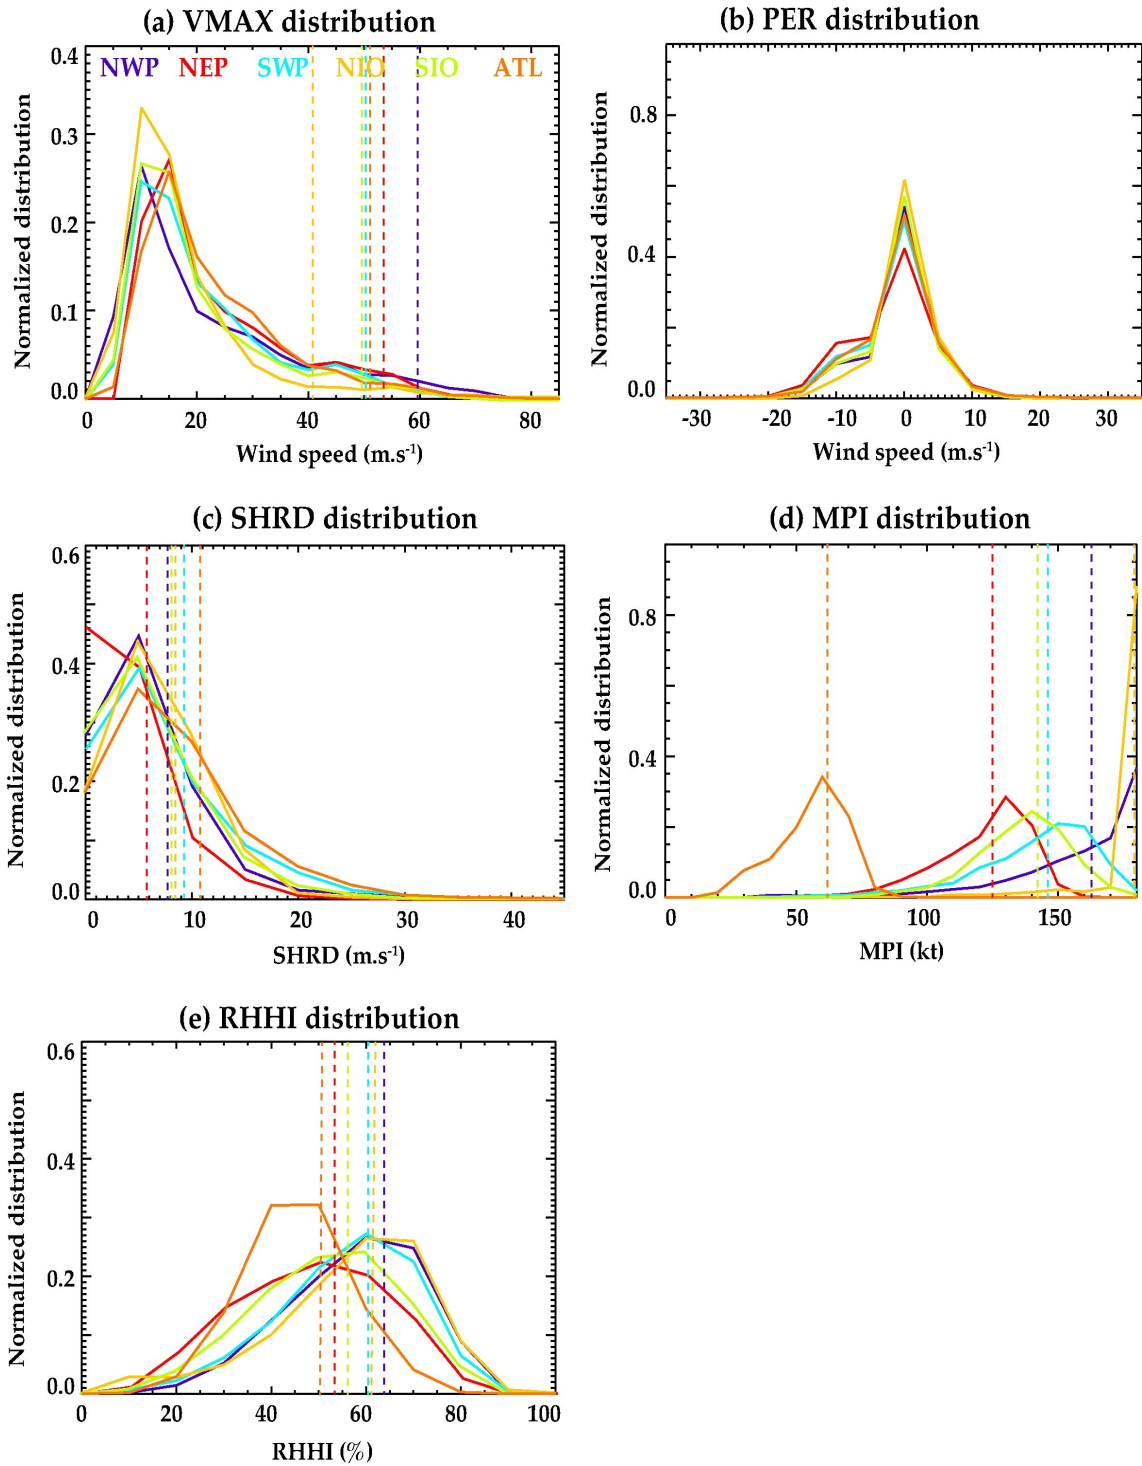 (a) VMAX distribution
(b) PER distribution
0.4
NWP NEP SWP NIO SIO ATL
0.3
0.2
0.1
0.0
Normalized distribution
0 20 40 60 80
Wind speed (m.s-1)
0.8
0.4
0.0
Normalized distribution
-30 -20 -10 0 10 20 30
Wind speed (m.s-1)
(c) SHRD distribution
(d) MPI distribution
0.6
0.4
0.2
0.0
Normalized distribution
0 10 20 30 40
SHRD (m.s-1)
0.8
0.4
0.0
Normalized distribution
0 50 100 150
MPI (kt)
(e) RHHI distribution
0.6
0.4
0.2
0.0
Normalized distribution
0 20 40 60 80 100
RHHI (%)